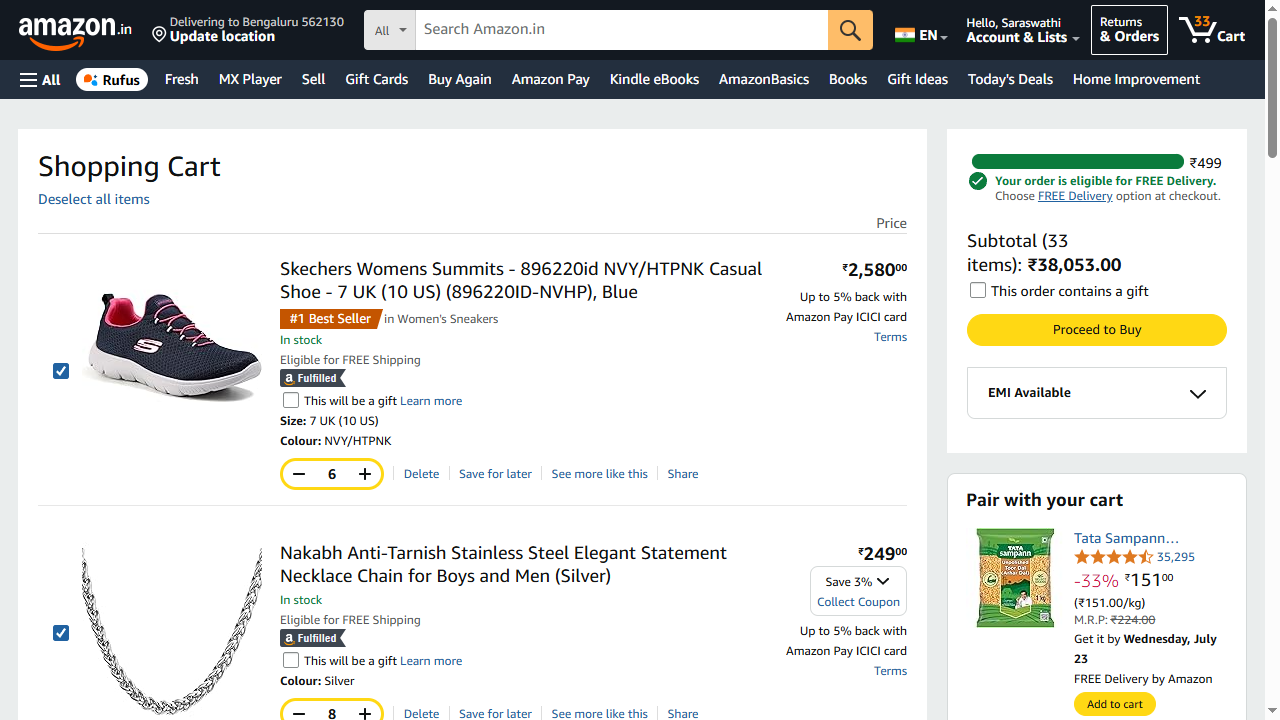 amazon.in
Delivering to Bengaluru 562130
Update location
All
Search Amazon.in
EN
Hello, Saraswathi
Account & Lists
Returns
& Orders
33
Cart
All
Rufus
Fresh
MX Player
Sell
Gift Cards
Buy Again
Amazon Pay
Kindle eBooks
AmazonBasics
Books
Gift Ideas
Today's Deals
Home Improvement
Shopping Cart
Deselect all items
Price
Skechers Womens Summits - 896220id NVY/HTPNK Casual
Shoe - 7 UK (10 US) (896220ID-NVHP), Blue
#1 Best Seller in Women's Sneakers
In stock
Eligible for FREE Shipping
a Fulfilled
This will be a gift Learn more
Size: 7 UK (10 US)
Colour: NVY/HTPNK
6
Delete
Save for later
See more like this
Share
₹2,58000
Up to 5% back with
Amazon Pay ICICI card
Terms
Nakabh Anti-Tarnish Stainless Steel Elegant Statement
Necklace Chain for Boys and Men (Silver)
In stock
Eligible for FREE Shipping
a Fulfilled
This will be a gift Learn more
Colour: Silver
8
Delete
Save for later
See more like this
Share
₹24900
Save 3%
Collect Coupon
Up to 5% back with
Amazon Pay ICICI card
Terms
₹499
Your order is eligible for FREE Delivery.
Choose FREE Delivery option at checkout.
Subtotal (33
items): ₹38,053.00
This order contains a gift
Proceed to Buy
EMI Available
Pair with your cart
TATA
sampann
Unpolished
Toor Dal
Tata Sampann…
35,295
-33% ₹15100
(₹151.00/kg)
M.R.P: ₹224.00
Get it by Wednesday, July
23
FREE Delivery by Amazon
Add to cart